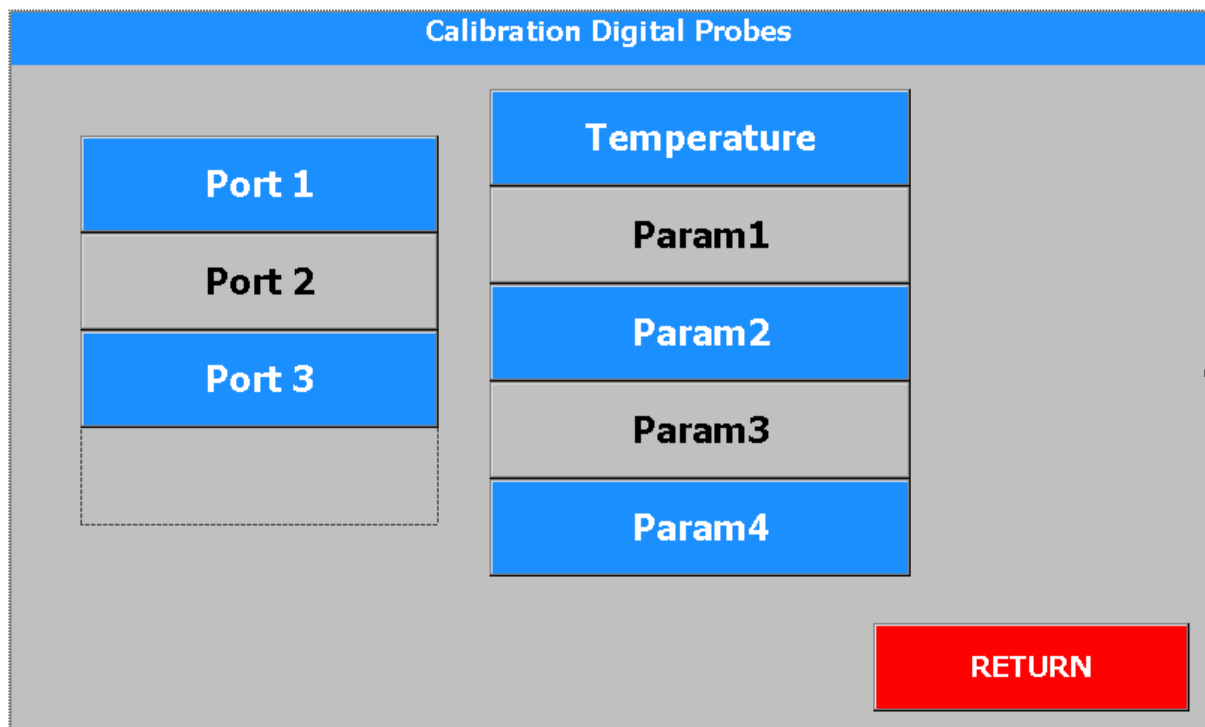 Calibration Digital Probes
Port 1
Port 2
Port 3
Temperature
Param1
Param2
Param3
Param4
RETURN